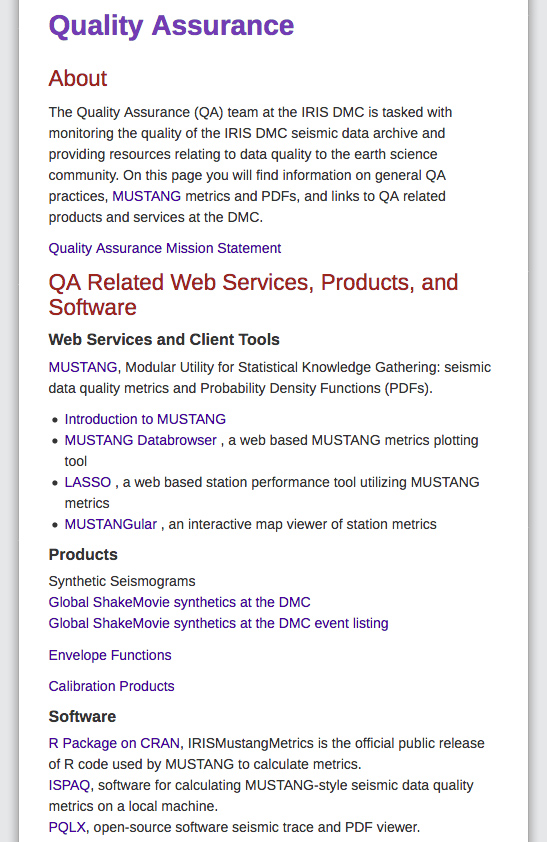 Quality Assurance
About
The Quality Assurance (QA) team at the IRIS DMC is tasked with
monitoring the quality of the IRIS DMC seismic data archive and
providing resources relating to data quality to the earth science
community. On this page you will find information on general QA
practices, MUSTANG metrics and PDFs, and links to QA related
products and services at the DMC.
Quality Assurance Mission Statement
QA Related Web Services, Products, and
Software
Web Services and Client Tools
MUSTANG, Modular Utility for Statistical Knowledge Gathering: seismic
data quality metrics and Probability Density Functions (PDFs).
• Introduction to MUSTANG
• MUSTANG Databrowser , a web based MUSTANG metrics plotting
tool
• LASSO , a web based station performance tool utilizing MUSTANG
metrics
• MUSTANGular , an interactive map viewer of station metrics
Products
Synthetic Seismograms
Global ShakeMovie synthetics at the DMC
Global ShakeMovie synthetics at the DMC event listing
Envelope Functions
Calibration Products
Software
R Package on CRAN, IRISMustangMetrics is the official public release
of R code used by MUSTANG to calculate metrics.
ISPAQ, software for calculating MUSTANG-style seismic data quality
metrics on a local machine.
PQLX, open-source software seismic trace and PDF viewer.